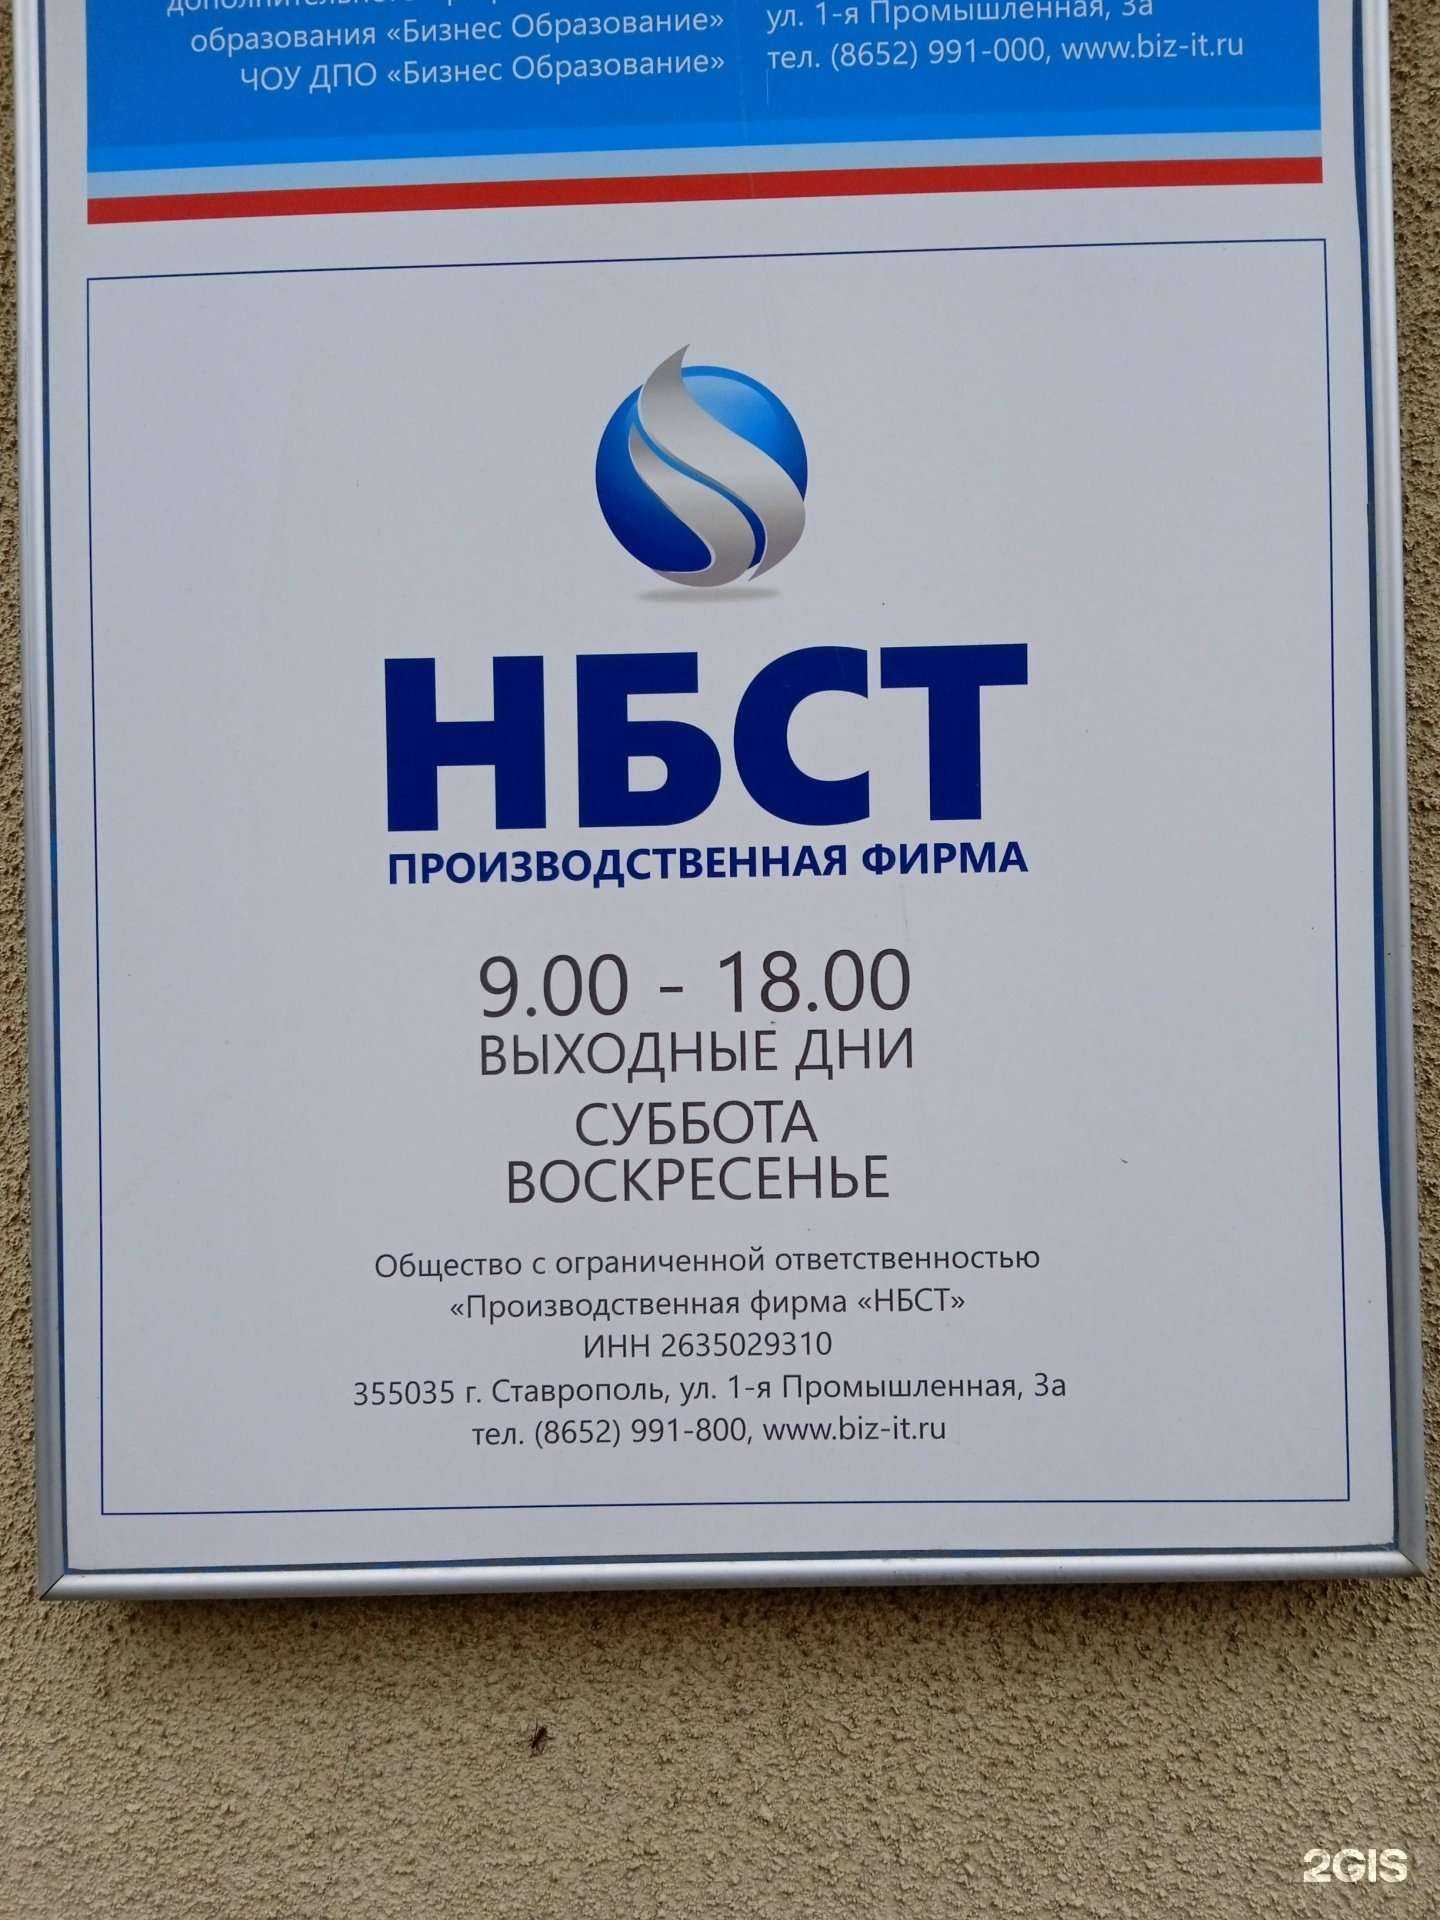 образования «Бизнес Образование»
ЧОУ ДПО «Бизнес Образование»
ул. 1-я Промышленная, 3а
тел. (8652) 991-000, www.biz-it.ru
НБСТ
ПРОИЗВОДСТВЕННАЯ ФИРМА
9.00 - 18.00
ВЫХОДНЫЕ ДНИ
СУББОТА
ВОСКРЕСЕНЬЕ
Общество с ограниченной ответственностью
«Производственная фирма «НБСТ»
ИНН 2635029310
355035 г. Ставрополь, ул. 1-я Промышленная, 3а
тел. (8652) 991-800, www.biz-it.ru
2GIS